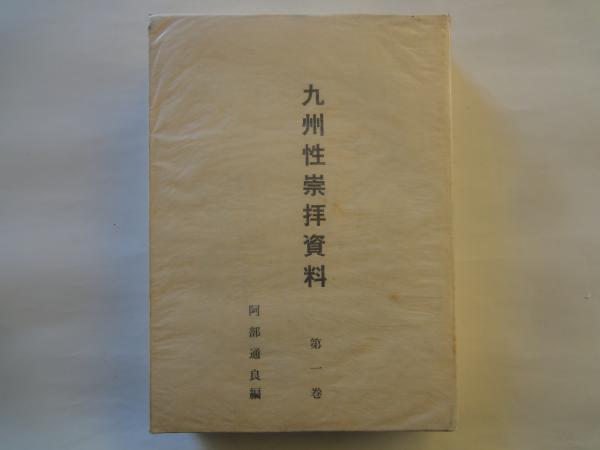 九州性崇拝資料
第一巻
阿部通良編